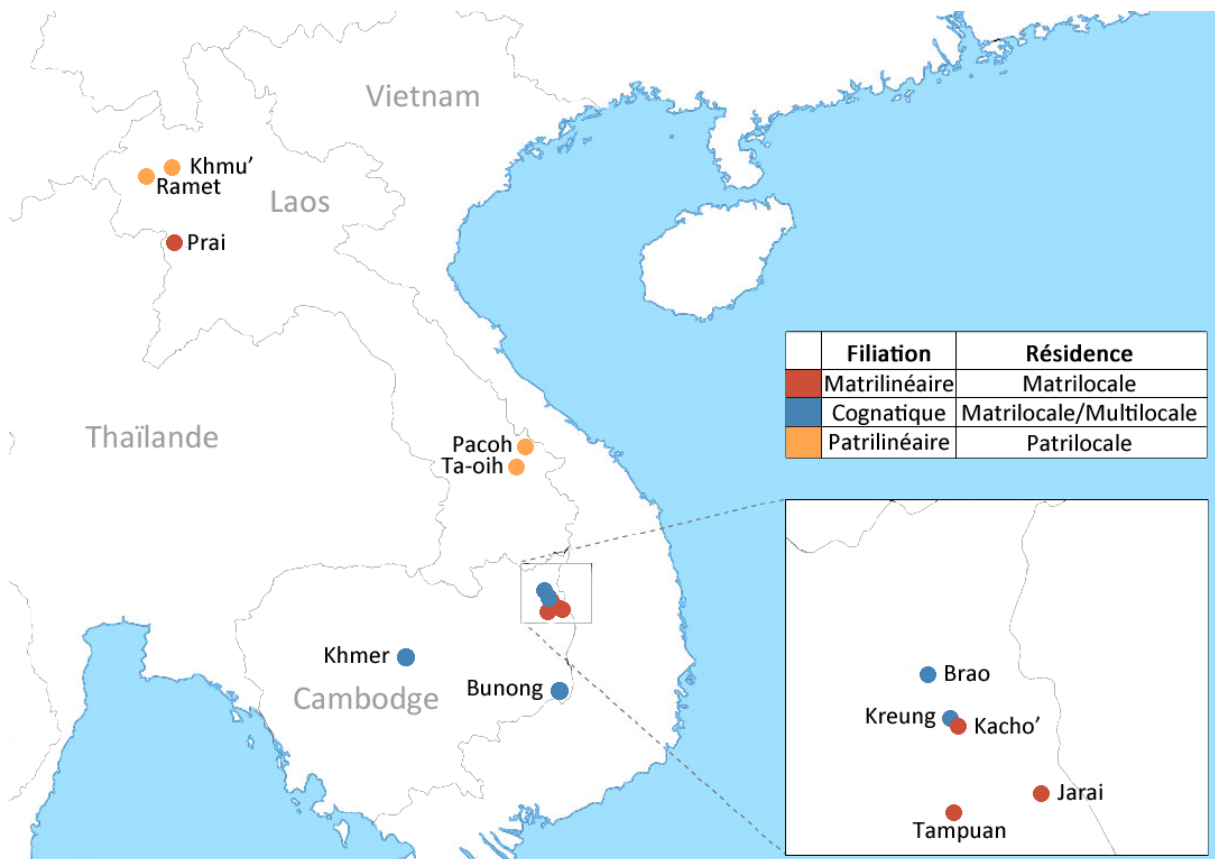 Vietnam
Khmu’
Ramet
Laos
Prai
Filiation Résidence
Matrilinéaire Matrilocale
Cognatique Matrilocale/Multilocale
Patrilinéaire Patrilocale
Thaïlande
Pacoh
Ta-oih
Khmer
Bunong
Cambodge
Brao
Kreung
Kacho’
Jarai
Tampuan